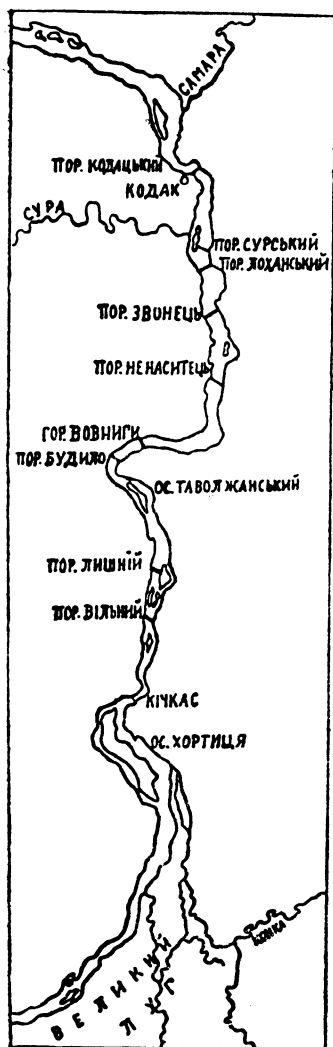 САМАРА
ПОР. КОДАЦЬКИЙ
КОДАК
СУРА
ПОР. СУРСЬКИЙ
ПОР. ЛОХАНСЬКИЙ
ПОР. ЗВОНЕЦЬ
ПОР. НЕНАСИТЕЦЬ
ГОР. ВОВНИГИ
ПОР. БУДИЛО
ОС. ТАВОЛЖАНСЬКИЙ
ПОР. ЛИШНІЙ
ПОР. ВІЛЬНИЙ
КІЧКАС
ОС. ХОРТИЦЯ
КОНКА
ВЕЛИКИЙ
ЛУГ